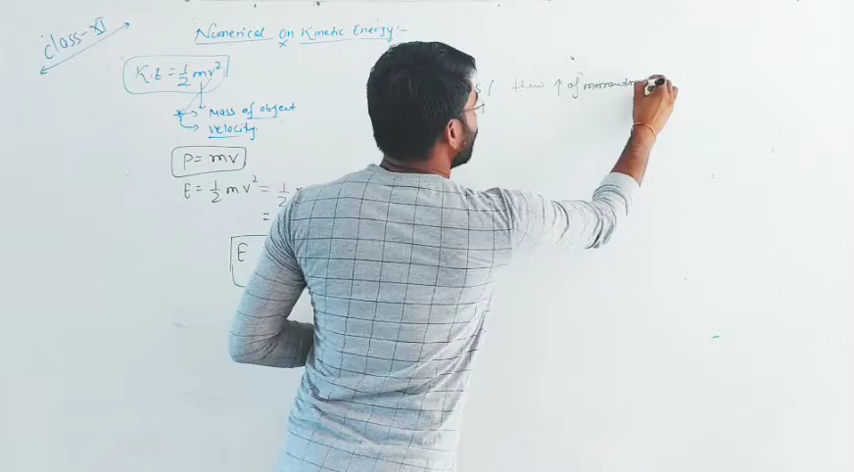 class-XI
Numerical On Kinetic Energy:-
K.E = 1/2 mv²
Mass of object
velocity
P = mv
E = 1/2 mv² = 1/2
=
E
then ↑ of momentum